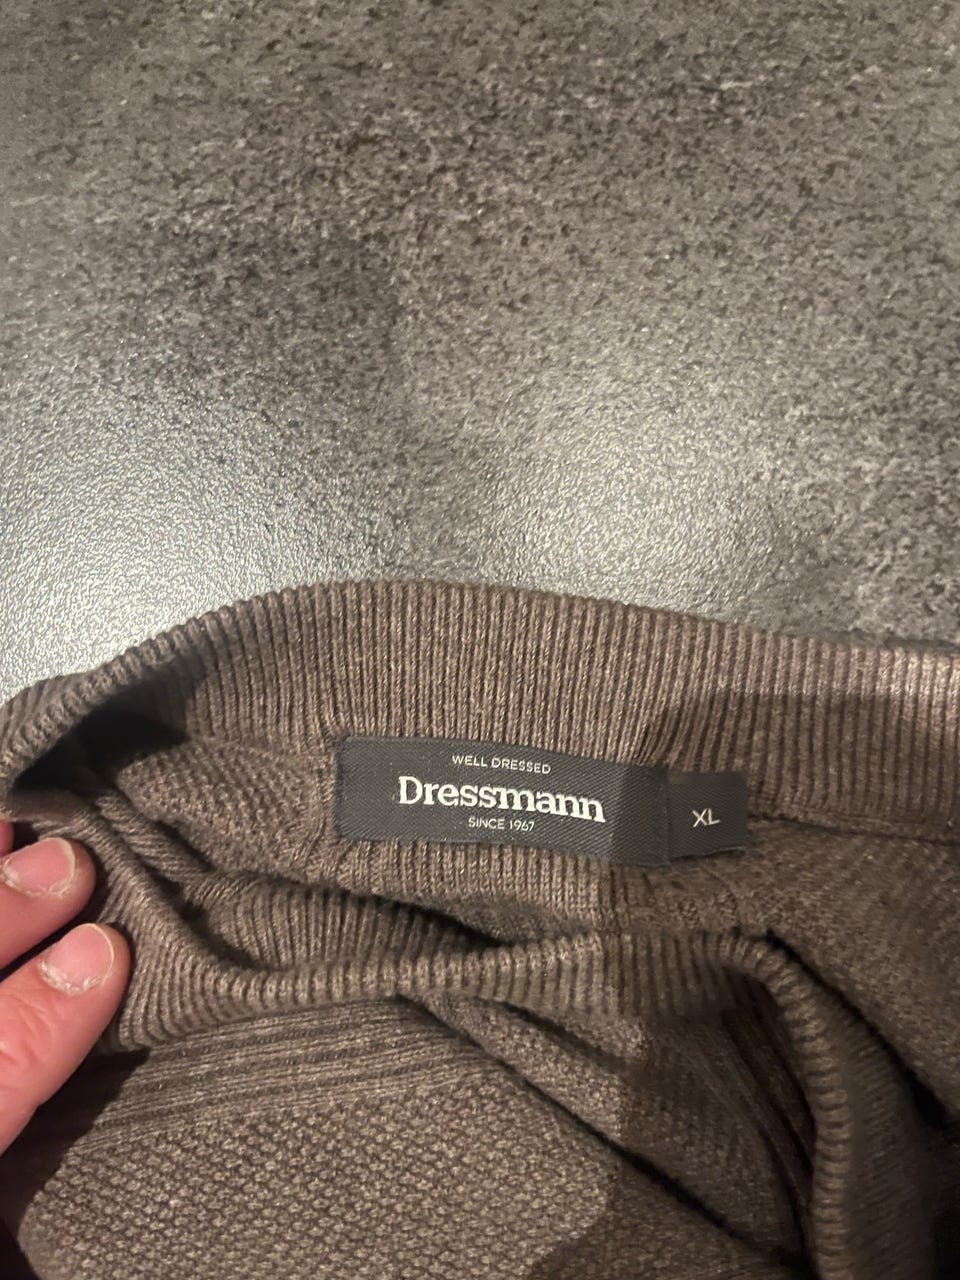 WELL DRESSED
Dressmann
SINCE 1967
XL